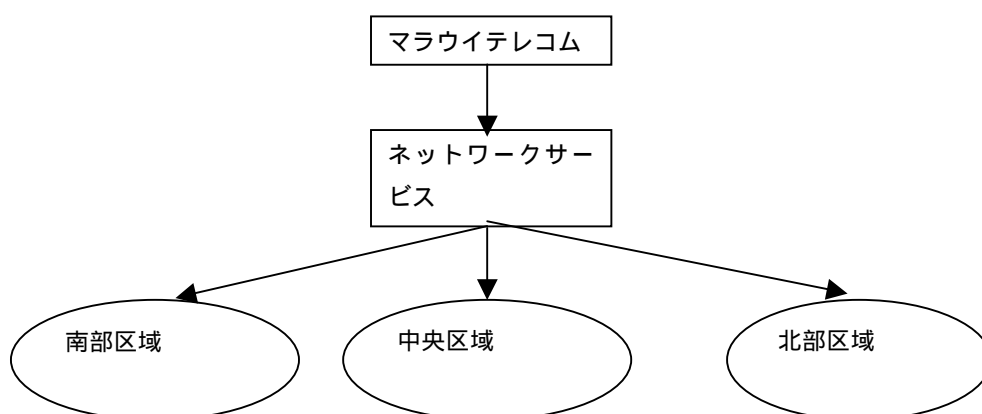 マラウイテレコム
ネットワークサー
ビス
南部区域
中央区域
北部区域